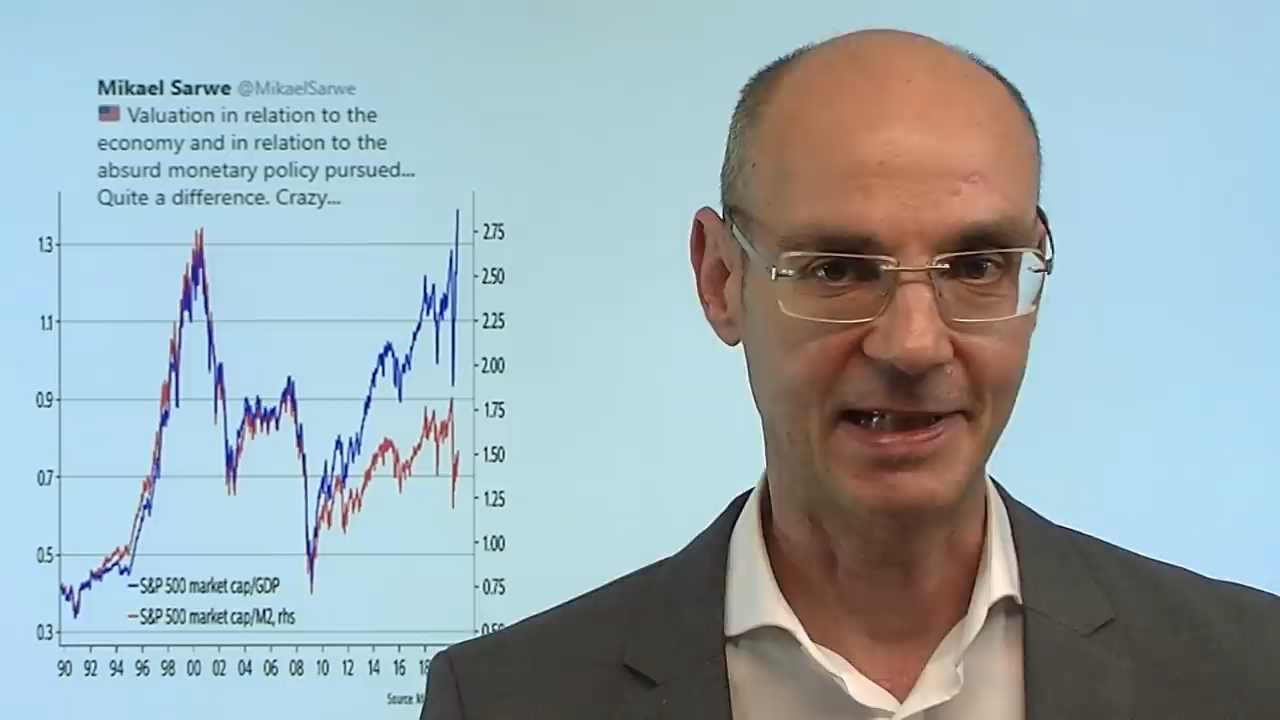 Mikael Sarwe @MikaelSarwe
Valuation in relation to the
economy and in relation to the
absurd monetary policy pursued...
Quite a difference. Crazy...
1.3
1.1
0.9
0.7
0.5
0.3
2.75
2.50
2.25
2.00
1.75
1.50
1.25
1.00
0.75
0.50
S&P 500 market cap/GDP
S&P 500 market cap/M2, rhs
90 92 94 96 98 00 02 04 06 08 10 12 14 16 18
Source: